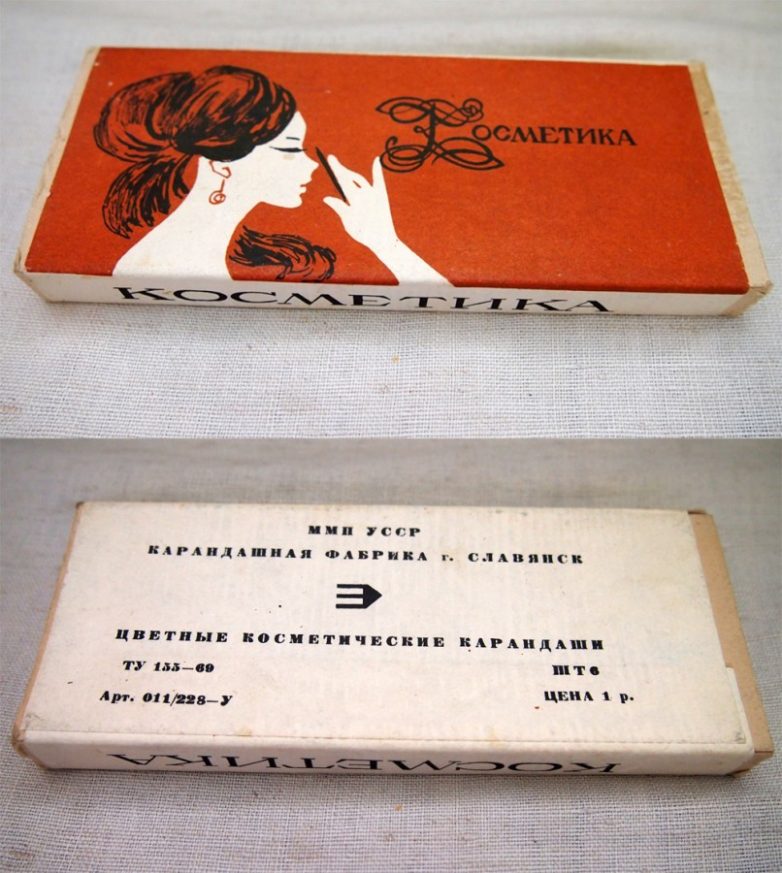 Косметика
КОСМЕТИКА
ММП УССР
КАРАНДАШНАЯ ФАБРИКА г. СЛАВЯНСК
ЦВЕТНЫЕ КОСМЕТИЧЕСКИЕ КАРАНДАШИ
ТУ 155—69 ШТ 6
Арт. 011/228—У ЦЕНА 1 р.
КОСМЕТИКА